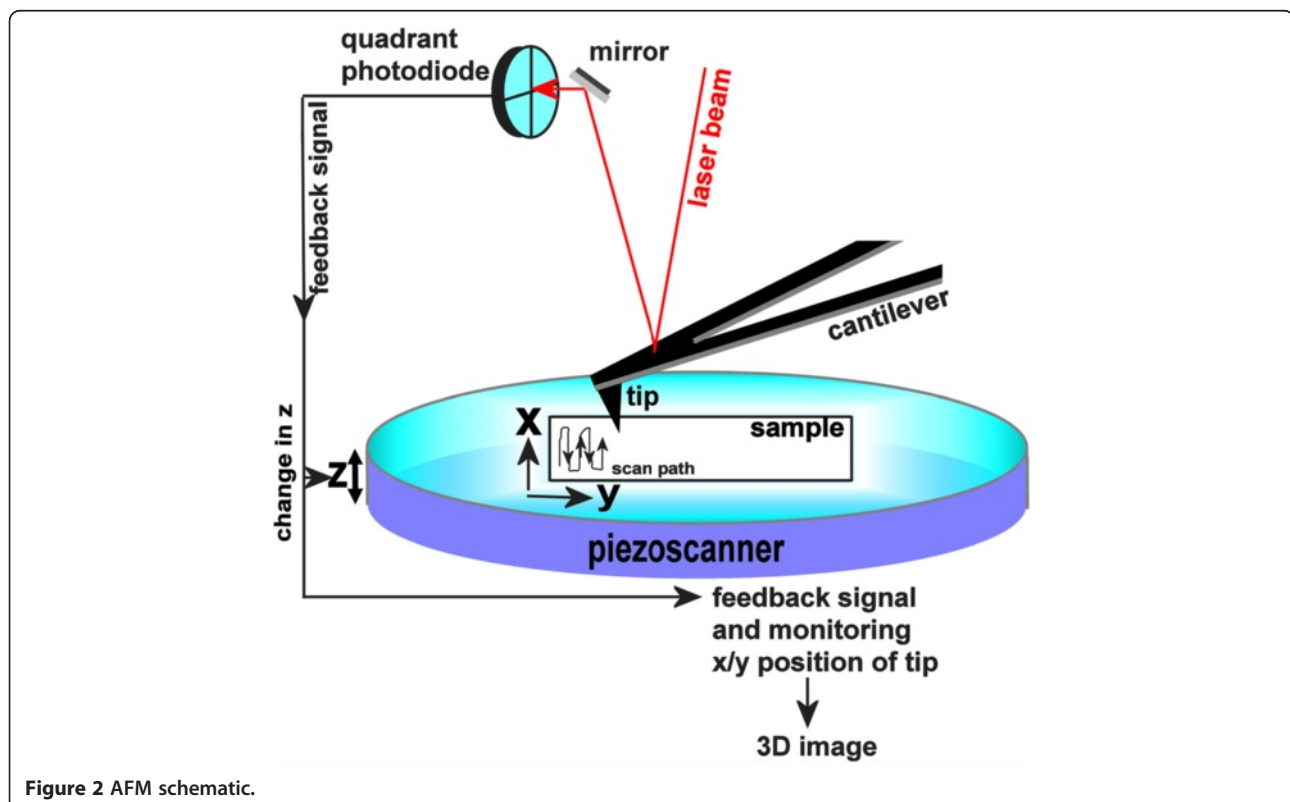 quadrant
photodiode
mirror
laser beam
feedback signal
cantilever
tip
X
sample
scan path
Z
y
change in z
piezoscanner
feedback signal
and monitoring
x/y position of tip
3D image
Figure 2 AFM schematic.